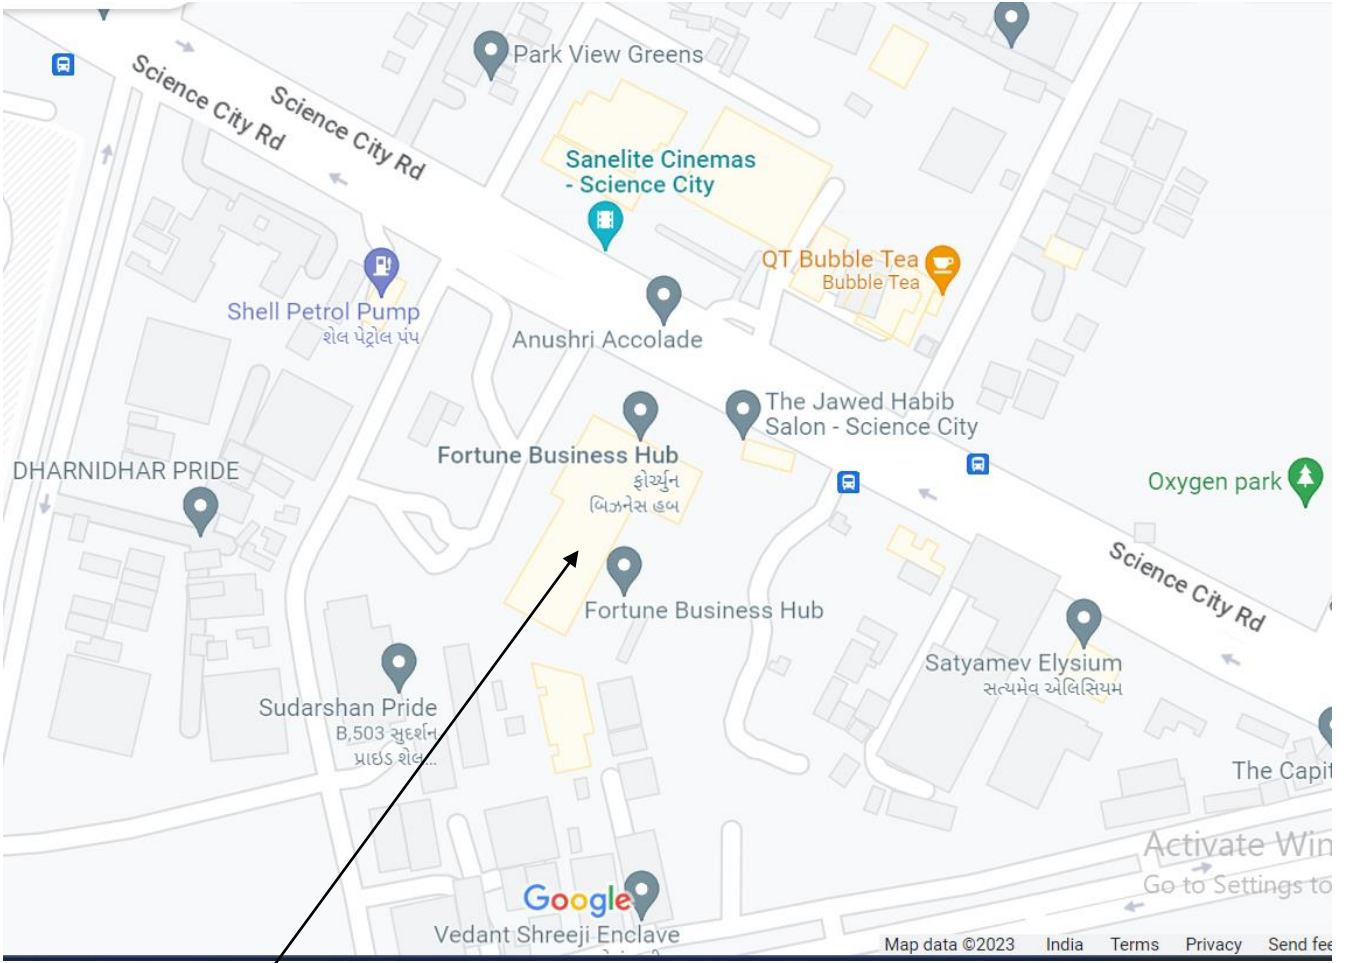 Park View Greens
Science City Rd
Science City Rd
Sanelite Cinemas
- Science City
QT Bubble Tea
Bubble Tea
Shell Petrol Pump
શેલ પેટ્રોલ પંપ
Anushri Accolade
The Jawed Habib
Salon - Science City
Fortune Business Hub
ફોર્ચ્યુન
બિઝનેસ હબ
DHARNIDHAR PRIDE
Oxygen park
Science City Rd
Fortune Business Hub
Satyamev Elysium
સત્યમેવ એલિસિયમ
Sudarshan Pride
B,503 સુદર્શન
પ્રાઇડ શેલ...
The Capit
Activate Win
Go to Settings to
Google
Vedant Shreeji Enclave
Map data ©2023 India Terms Privacy Send fee